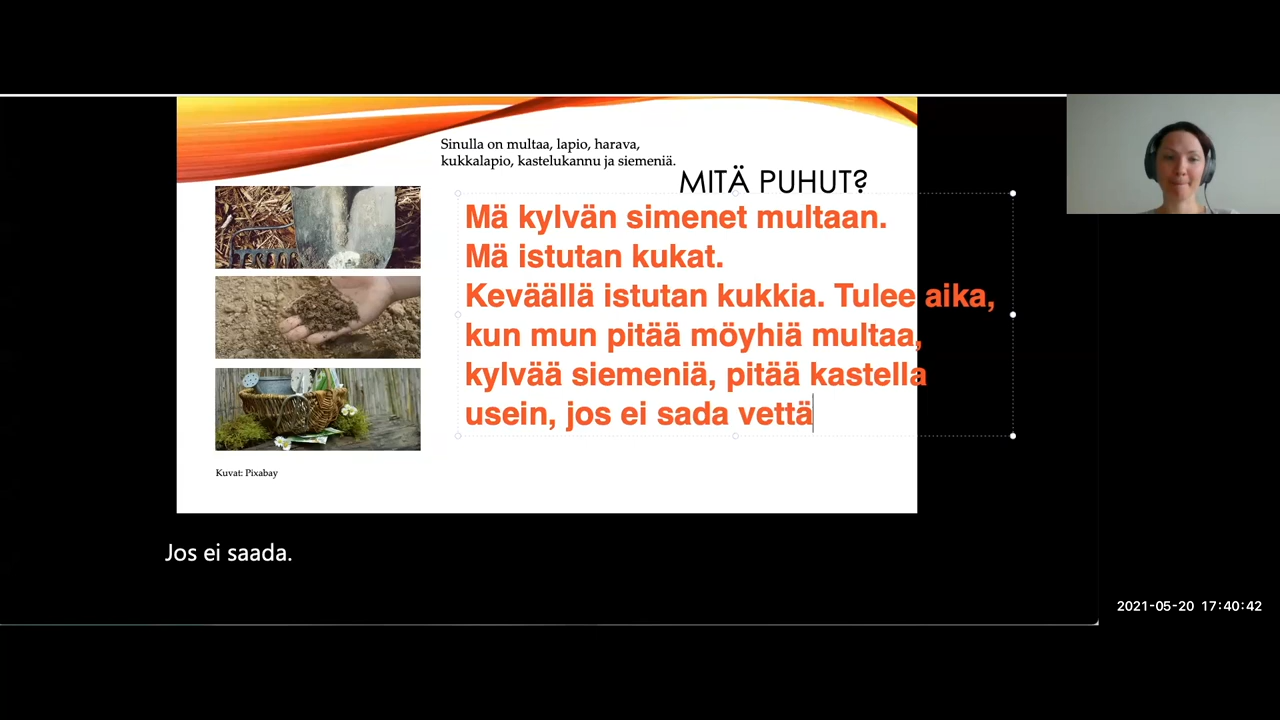 Sinulla on multaa, lapio, harava,
kukkalapio, kastelukannu ja siemeniä.
MITÄ PUHUT?
Mä kylvän simenet multaan.
Mä istutan kukat.
Keväällä istutan kukkia. Tulee aika,
kun mun pitää möyhiä multaa,
kylvää siemeniä, pitää kastella
usein, jos ei sada vettä
Kuvat: Pixabay
Jos ei saada.
2021-05-20 17:40:42